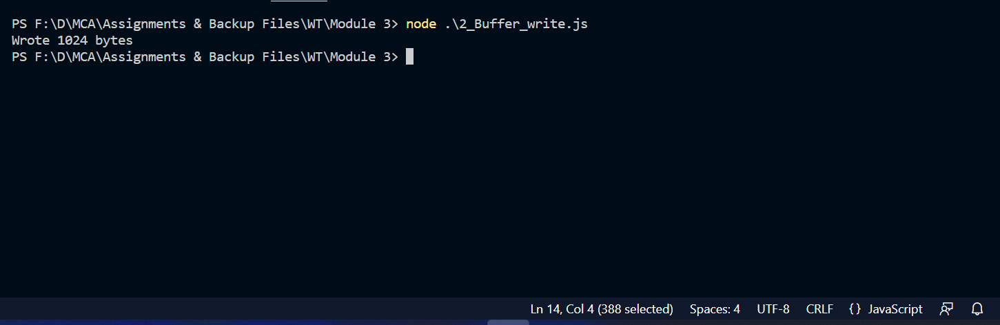 PS F:\D\MCA\Assignments & Backup Files\WT\Module 3> node .\2_Buffer_write.js
Wrote 1024 bytes
PS F:\D\MCA\Assignments & Backup Files\WT\Module 3>
Ln 14, Col 4 (388 selected) Spaces: 4 UTF-8 CRLF {} JavaScript